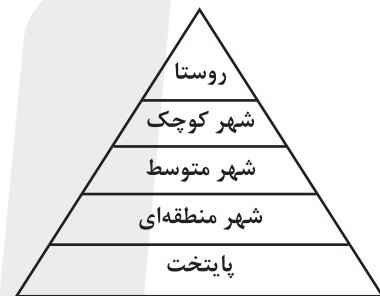 روستا
شهر کوچک
شهر متوسط
شهر منطقه‌ای
پایتخت